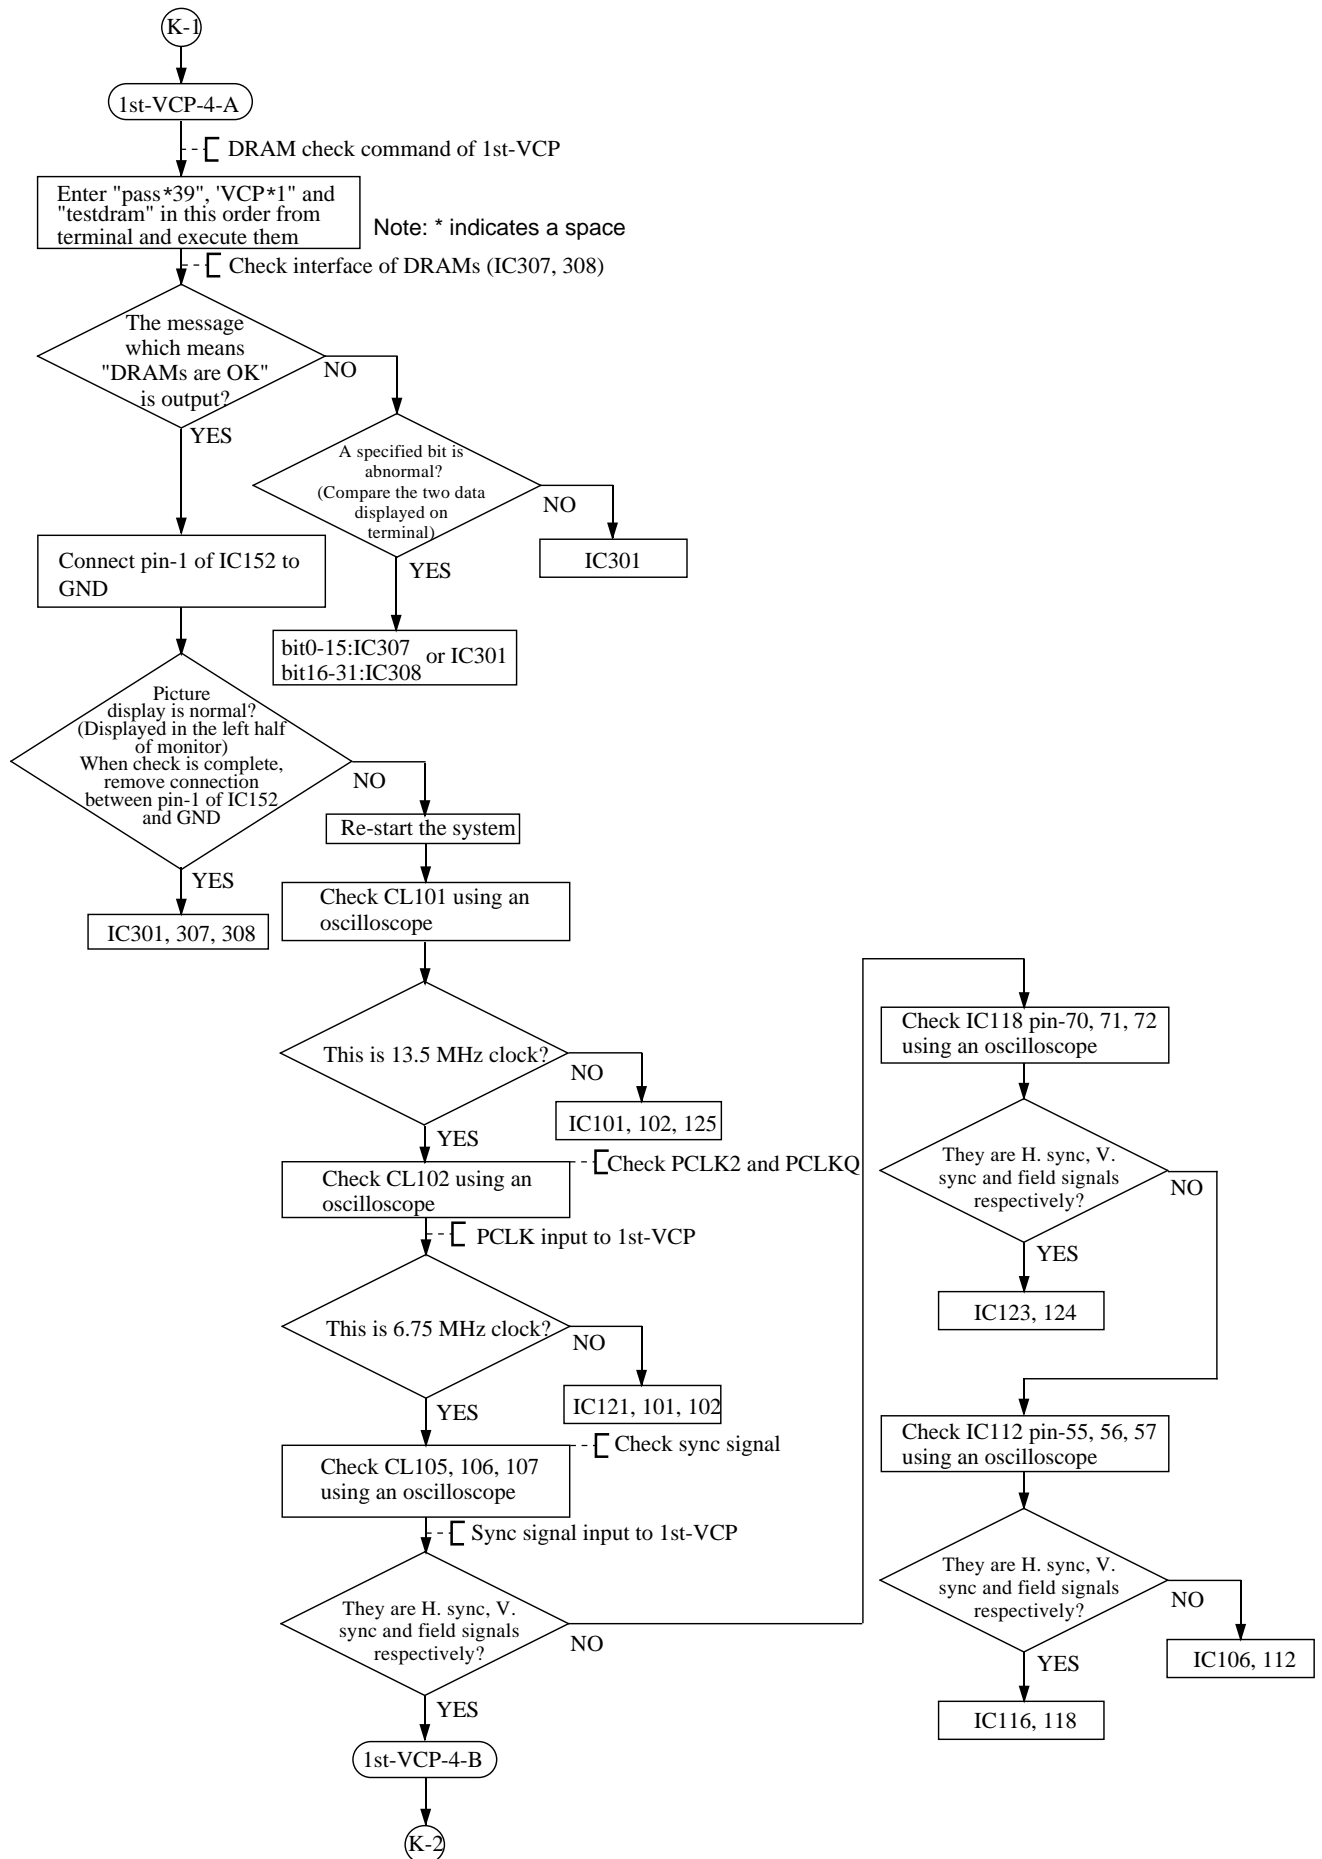 K-1
1st-VCP-4-A
DRAM check command of 1st-VCP
Enter "pass*39", 'VCP*1" and
"testdram" in this order from
terminal and execute them
Note: * indicates a space
Check interface of DRAMs (IC307, 308)
The message
which means
"DRAMs are OK"
is output?
NO
YES
A specified bit is
abnormal?
(Compare the two data
displayed on
terminal)
NO
IC301
YES
bit0-15:IC307
bit16-31:IC308
or IC301
Connect pin-1 of IC152 to
GND
Picture
display is normal?
(Displayed in the left half
of monitor)
When check is complete,
remove connection
between pin-1 of IC152
and GND
NO
YES
IC301, 307, 308
Re-start the system
Check CL101 using an
oscilloscope
This is 13.5 MHz clock?
NO
IC101, 102, 125
YES
Check PCLK2 and PCLKQ
Check CL102 using an
oscilloscope
PCLK input to 1st-VCP
This is 6.75 MHz clock?
NO
IC121, 101, 102
YES
Check sync signal
Check CL105, 106, 107
using an oscilloscope
Sync signal input to 1st-VCP
They are H. sync, V.
sync and field signals
respectively?
NO
YES
1st-VCP-4-B
K-2
Check IC118 pin-70, 71, 72
using an oscilloscope
They are H. sync, V.
sync and field signals
respectively?
NO
YES
IC123, 124
Check IC112 pin-55, 56, 57
using an oscilloscope
They are H. sync, V.
sync and field signals
respectively?
NO
IC106, 112
YES
IC116, 118